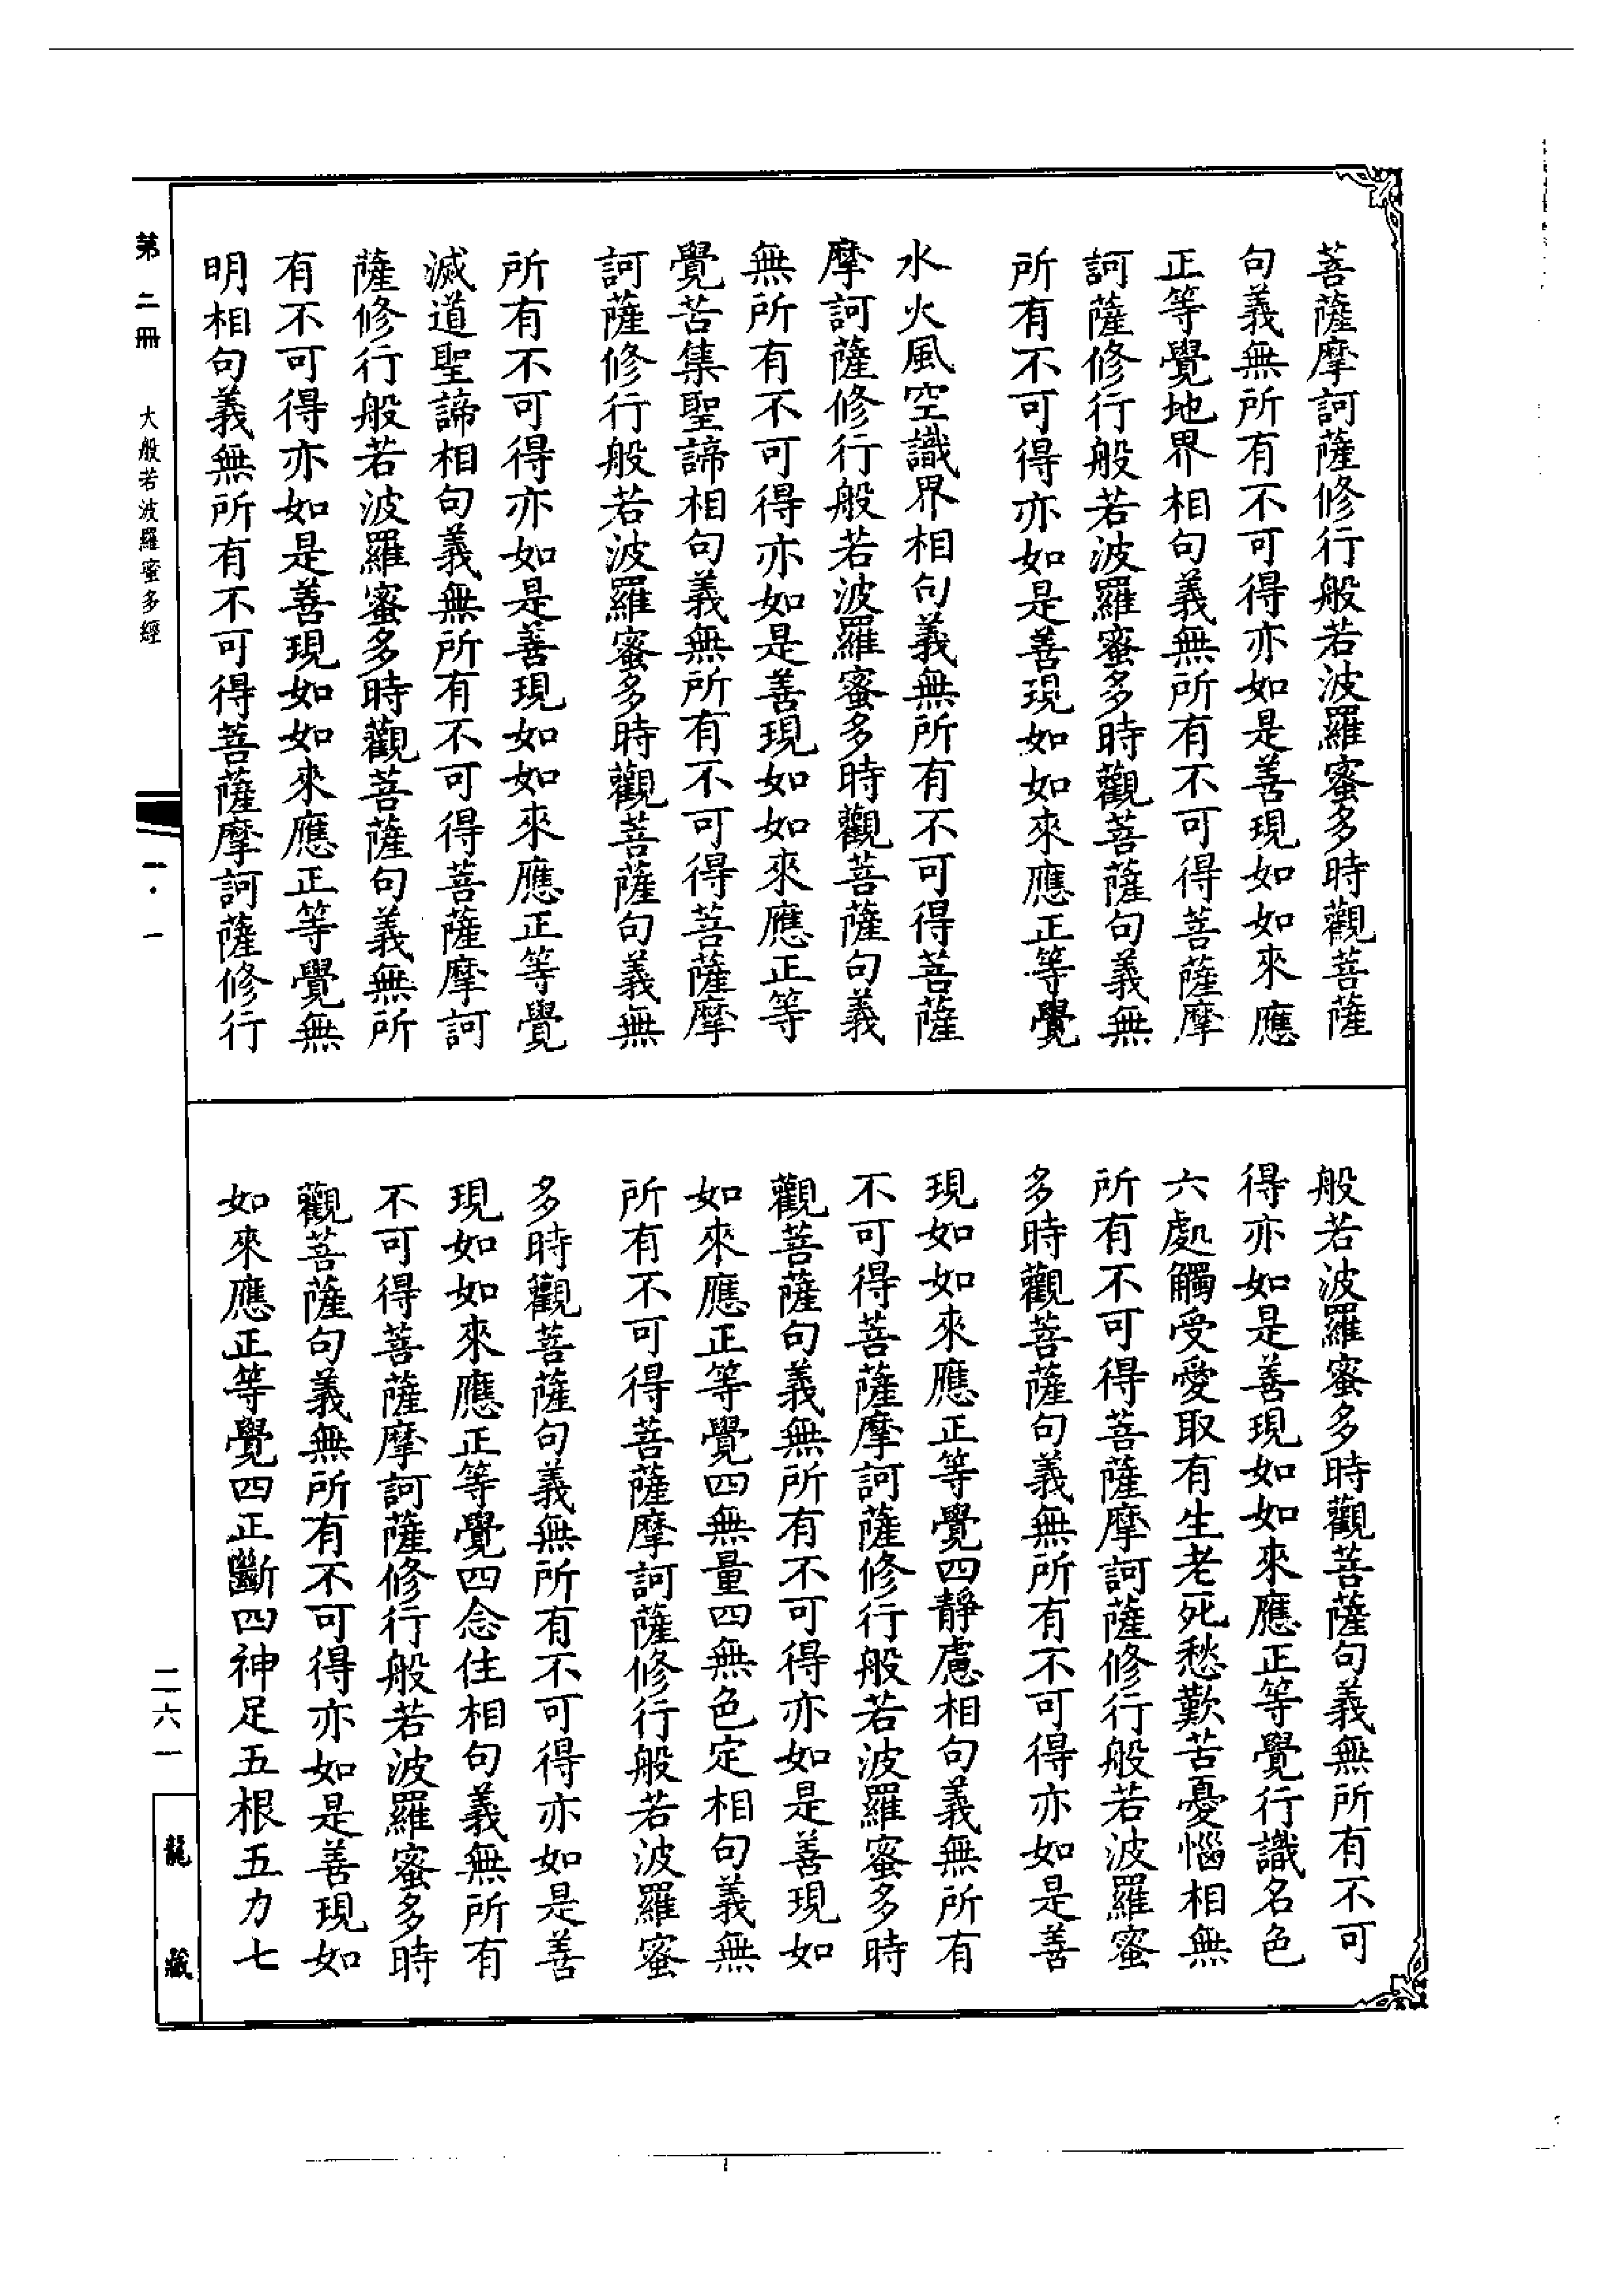 菩薩摩訶薩修行般若波羅蜜多時觀菩薩
句義無所有不可得亦如是善現如如來應
正等覺地界相句義無所有不可得菩薩摩
訶薩修行般若波羅蜜多時觀菩薩句義無
所有不可得亦如是善現如如來應正等覺
水火風空識界相句義無所有不可得菩薩
摩訶薩修行般若波羅蜜多時觀菩薩句義
無所有不可得亦如是善現如如來應正等
覺苦集聖諦相句義無所有不可得菩薩摩
訶薩修行般若波羅蜜多時觀菩薩句義無
所有不可得亦如是善現如如來應正等覺
滅道聖諦相句義無所有不可得菩薩摩訶
薩修行般若波羅蜜多時觀菩薩句義無所
有不可得亦如是善現如如來應正等覺無
明相句義無所有不可得菩薩摩訶薩修行
般若波羅蜜多時觀菩薩句義無所有不可
得亦如是善現如如來應正等覺行識名色
六處觸受愛取有生老死愁歎苦憂惱相無
所有不可得菩薩摩訶薩修行般若波羅蜜
多時觀菩薩句義無所有不可得亦如是善
現如如來應正等覺四靜慮相句義無所有
不可得菩薩摩訶薩修行般若波羅蜜多時
觀菩薩句義無所有不可得亦如是善現如
如來應正等覺四無量四無色定相句義無
所有不可得菩薩摩訶薩修行般若波羅蜜
多時觀菩薩句義無所有不可得亦如是善
現如如來應正等覺四念住相句義無所有
不可得菩薩摩訶薩修行般若波羅蜜多時
觀菩薩句義無所有不可得亦如是善現如
如來應正等覺四正斷四神足五根五力七
第二冊 大般若波羅蜜多經
二六一
龍藏